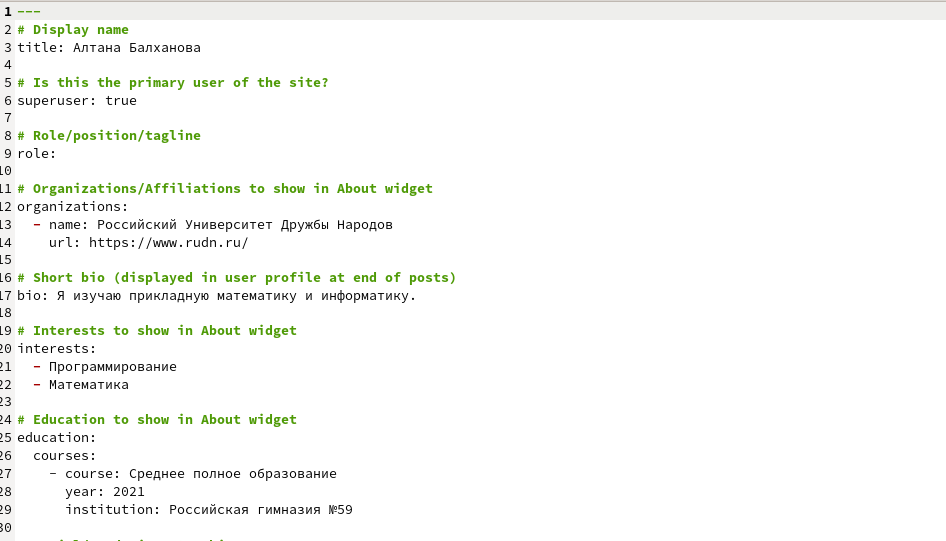 1 ---
2 # Display name
3 title: Алтана Балханова
4
5 # Is this the primary user of the site?
6 superuser: true
7
8 # Role/position/tagline
9 role:
10
11 # Organizations/Affiliations to show in About widget
12 organizations:
13   - name: Российский Университет Дружбы Народов
14     url: https://www.rudn.ru/
15
16 # Short bio (displayed in user profile at end of posts)
17 bio: Я изучаю прикладную математику и информатику.
18
19 # Interests to show in About widget
20 interests:
21   - Программирование
22   - Математика
23
24 # Education to show in About widget
25 education:
26   courses:
27     - course: Среднее полное образование
28       year: 2021
29       institution: Российская гимназия №59
30